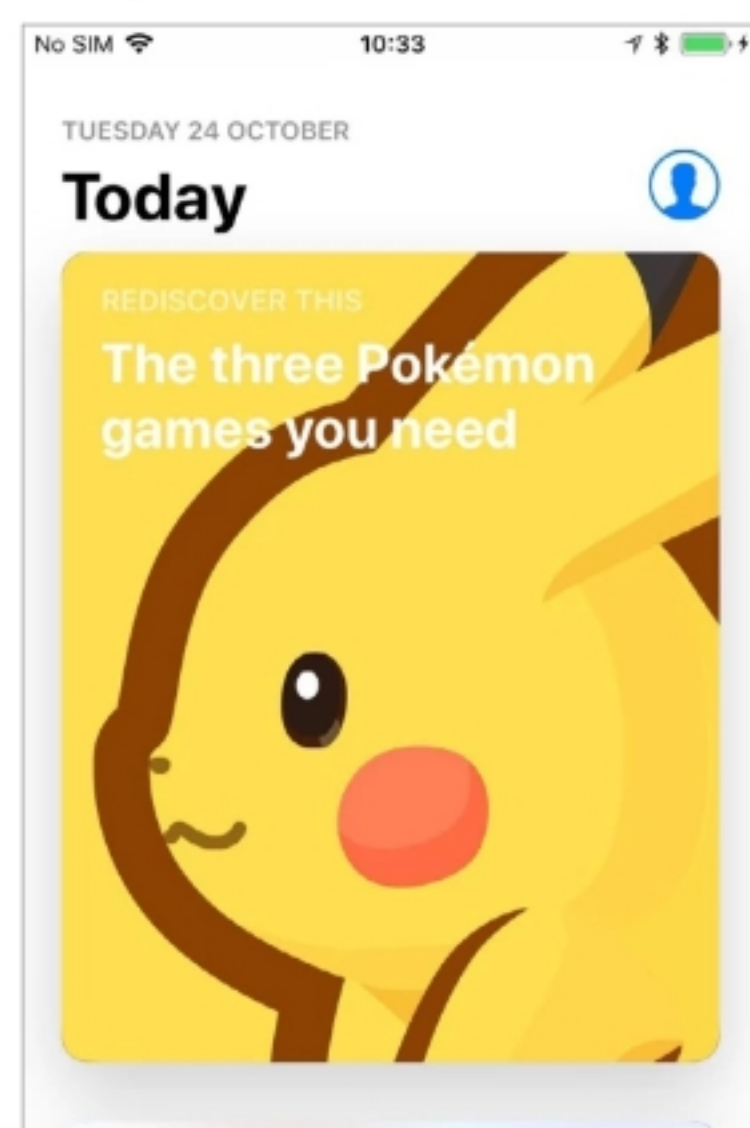 No SIM
10:33
TUESDAY 24 OCTOBER
Today
REDISCOVER THIS
The three Pokémon
games you need